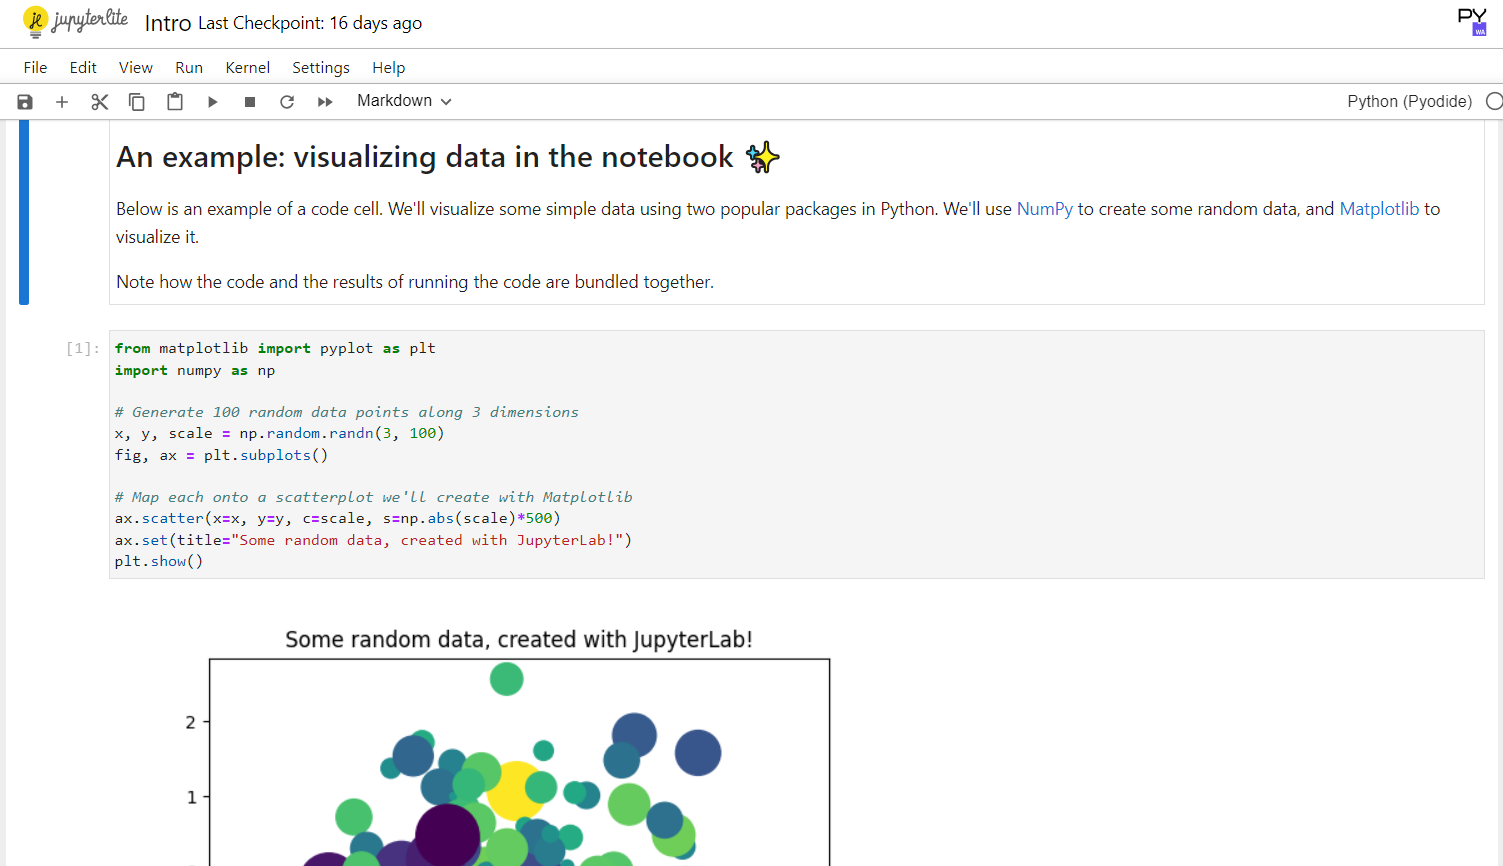 jupyterlite Intro Last Checkpoint: 16 days ago
PY
WA
File Edit View Run Kernel Settings Help
Markdown
Python (Pyodide)
An example: visualizing data in the notebook ✨
Below is an example of a code cell. We'll visualize some simple data using two popular packages in Python. We'll use NumPy to create some random data, and Matplotlib to
visualize it.
Note how the code and the results of running the code are bundled together.
[1]:
from matplotlib import pyplot as plt
import numpy as np
# Generate 100 random data points along 3 dimensions
x, y, scale = np.random.randn(3, 100)
fig, ax = plt.subplots()
# Map each onto a scatterplot we'll create with Matplotlib
ax.scatter(x=x, y=y, c=scale, s=np.abs(scale)*500)
ax.set(title="Some random data, created with JupyterLab!")
plt.show()
Some random data, created with JupyterLab!
2
1